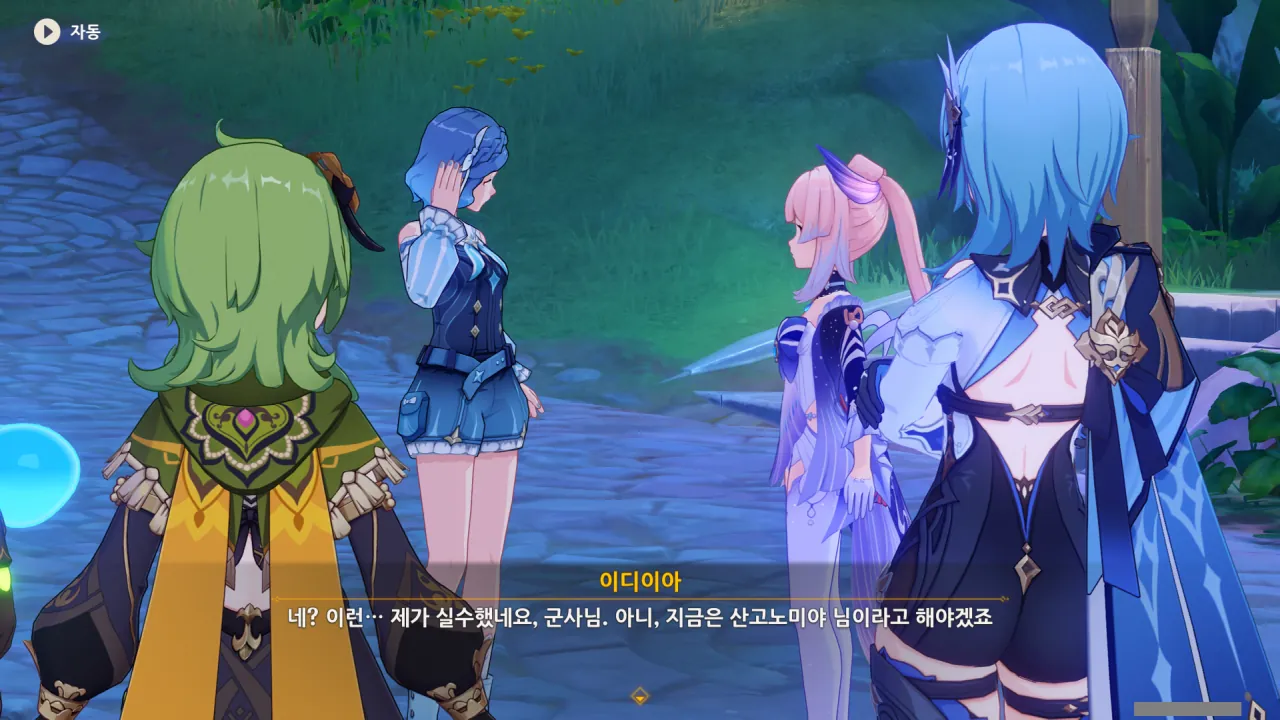 자동
이디이아
네? 이런… 제가 실수했네요, 군사님. 아니, 지금은 산고노미야 님이라고 해야겠죠